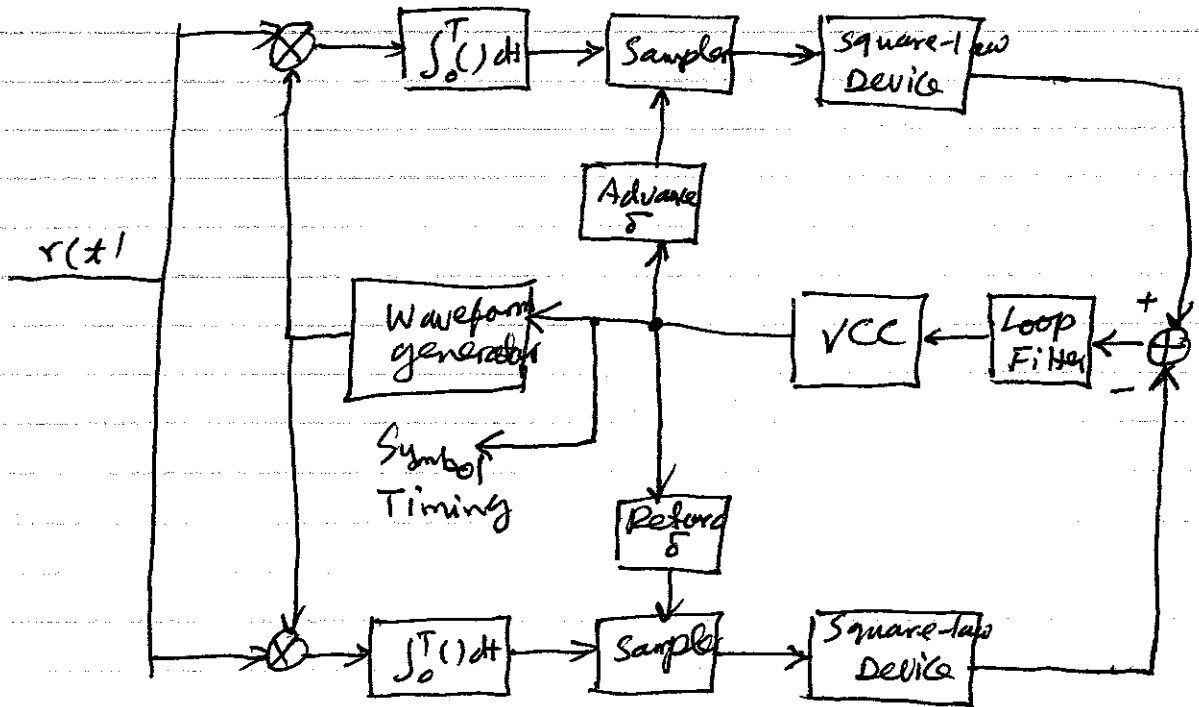 ∫₀ᵀ( ) dt
Sampler
Square-law
Device
Advance
δ
r(t)
Waveform
generator
VCC
Loop
Filter
+
−
Symbol
Timing
Retard
δ
∫₀ᵀ( ) dt
Sampler
Square-law
Device